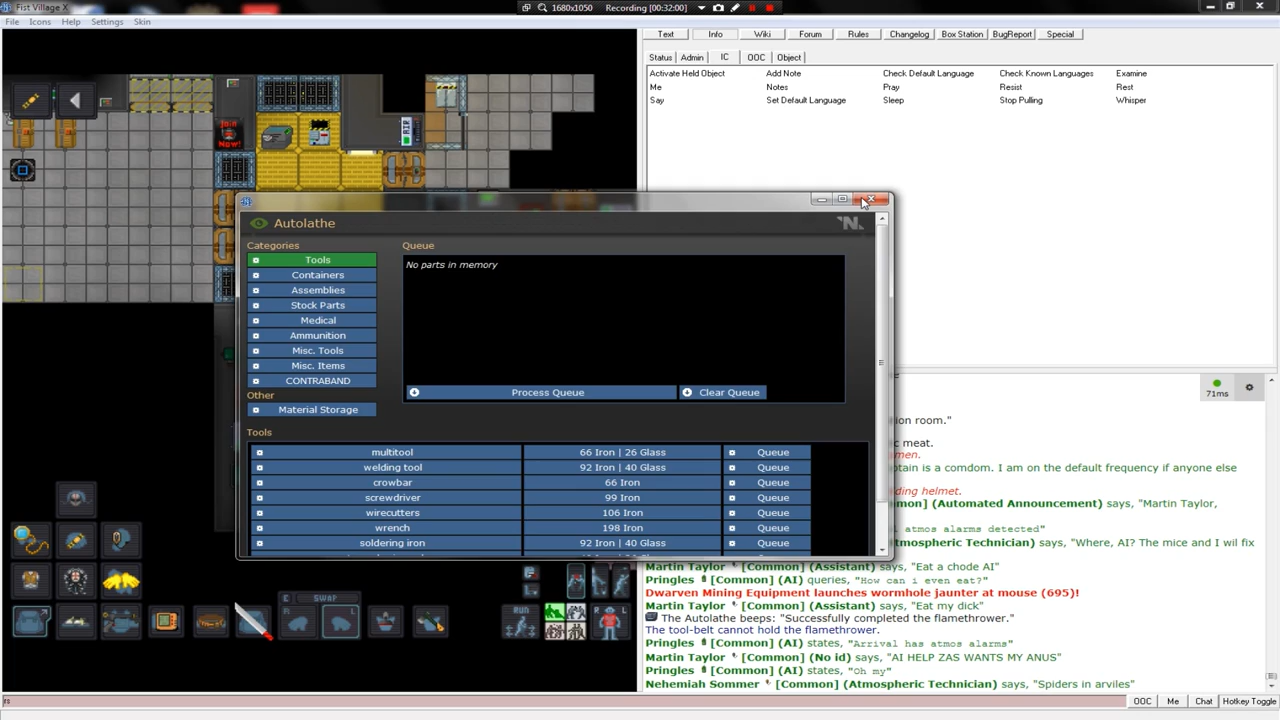 Fist Village X
1680x1050 Recording [00:32:00]
File Icons Help Settings Skin
Text Info Wiki Forum Rules Changelog Box Station BugReport Special
Status Admin IC OOC Object
Activate Held Object Add Note Check Default Language Check Known Languages Examine
Me Notes Pray Resist Rest
Say Set Default Language Sleep Stop Pulling Whisper
Join Now!
AIR
Autolathe
N
Categories
Tools
Containers
Assemblies
Stock Parts
Medical
Ammunition
Misc. Tools
Misc. Items
CONTRABAND
Other
Material Storage
Queue
No parts in memory
Process Queue Clear Queue
Tools
multitool 66 Iron | 26 Glass Queue
welding tool 92 Iron | 40 Glass Queue
crowbar 66 Iron Queue
screwdriver 99 Iron Queue
wirecutters 106 Iron Queue
wrench 198 Iron Queue
soldering iron 92 Iron | 40 Glass Queue
71ms
ion room."
ic meat.
amen.
ptain is a comdom. I am on the default frequency if anyone else
ding helmet.
mon] (Automated Announcement) says, "Martin Taylor,
atmos alarms detected"
tmospheric Technician) says, "Where, AI? The mice and I wil fix
Martin Taylor [Common] (Assistant) says, "Eat a chode AI"
Pringles [Common] (AI) queries, "How can i even eat?"
Dwarven Mining Equipment launches wormhole jaunter at mouse (695)!
Martin Taylor [Common] (Assistant) says, "Eat my dick"
The Autolathe beeps: "Successfully completed the flamethrower."
The tool-belt cannot hold the flamethrower.
Pringles [Common] (AI) states, "Arrival has atmos alarms"
Martin Taylor [Common] (No id) says, "AI HELP ZAS WANTS MY ANUS"
Pringles [Common] (AI) states, "Oh my"
Nehemiah Sommer [Common] (Atmospheric Technician) says, "Spiders in arviles"
SWAP
RUN
OOC Me Chat Hotkey Toggle